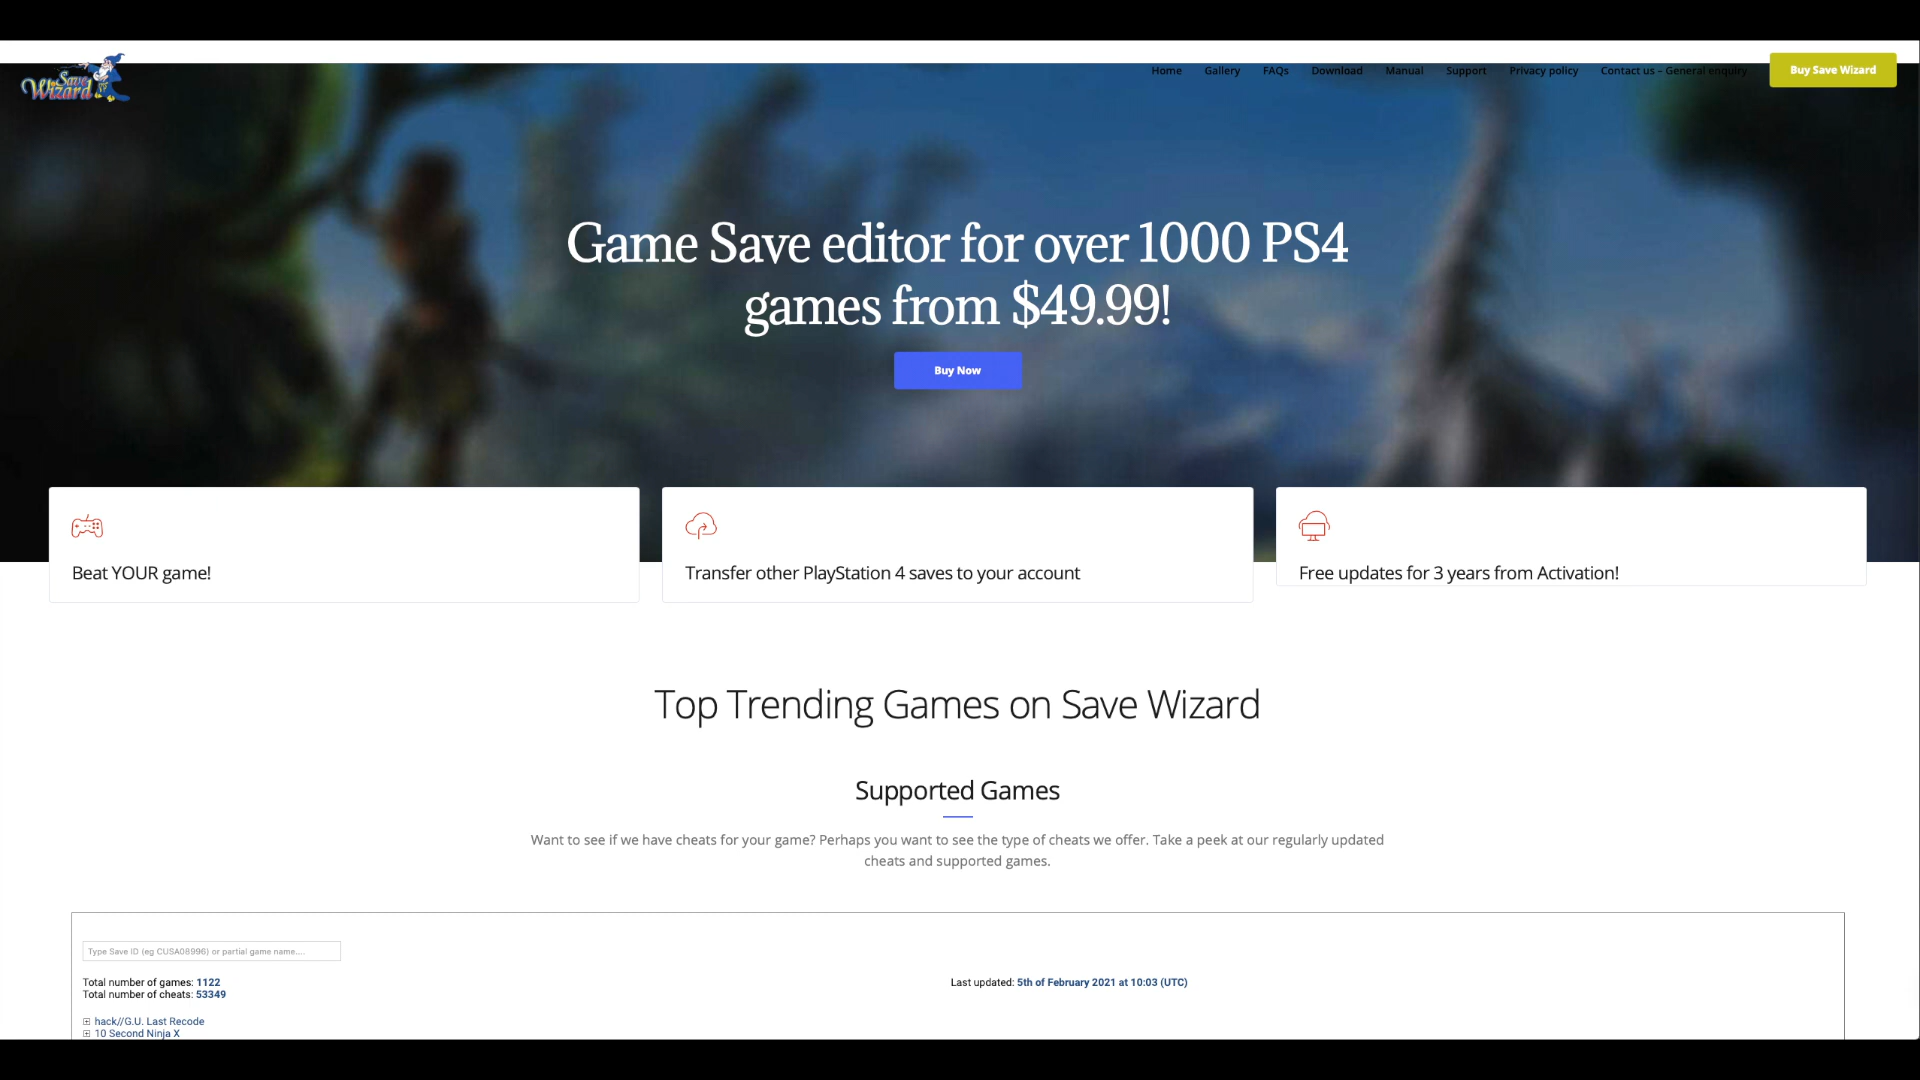 Save Wizard
Home Gallery FAQs Download Manual Support Privacy policy Contact us – General enquiry Buy Save Wizard
Game Save editor for over 1000 PS4
games from $49.99!
Buy Now
Beat YOUR game!
Transfer other PlayStation 4 saves to your account
Free updates for 3 years from Activation!
Top Trending Games on Save Wizard
Supported Games
Want to see if we have cheats for your game? Perhaps you want to see the type of cheats we offer. Take a peek at our regularly updated
cheats and supported games.
Type Save ID (eg CUSA08996) or partial game name....
Total number of games: 1122
Last updated: 5th of February 2021 at 10:03 (UTC)
Total number of cheats: 53349
hack//G.U. Last Recode
10 Second Ninja X